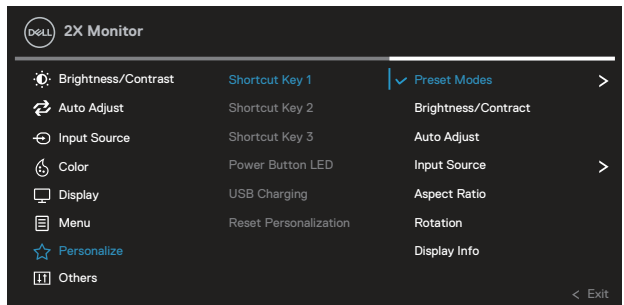 DELL 2X Monitor
Brightness/Contrast Shortcut Key 1 Preset Modes >
Auto Adjust Shortcut Key 2 Brightness/Contract
Input Source Shortcut Key 3 Auto Adjust
Color Power Button LED Input Source >
Display USB Charging Aspect Ratio
Menu Reset Personalization Rotation
Personalize Display Info
Others
< Exit